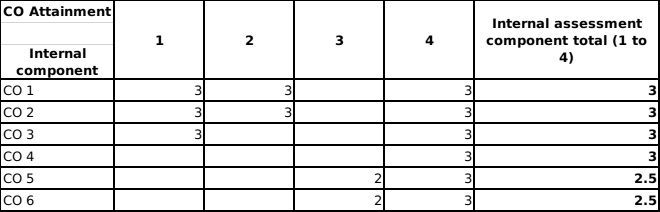 CO Attainment
Internal component
1 2 3 4
Internal assessment component total (1 to 4)
CO 1 3 3 3 3
CO 2 3 3 3 3
CO 3 3 3 3
CO 4 3 3
CO 5 2 3 2.5
CO 6 2 3 2.5